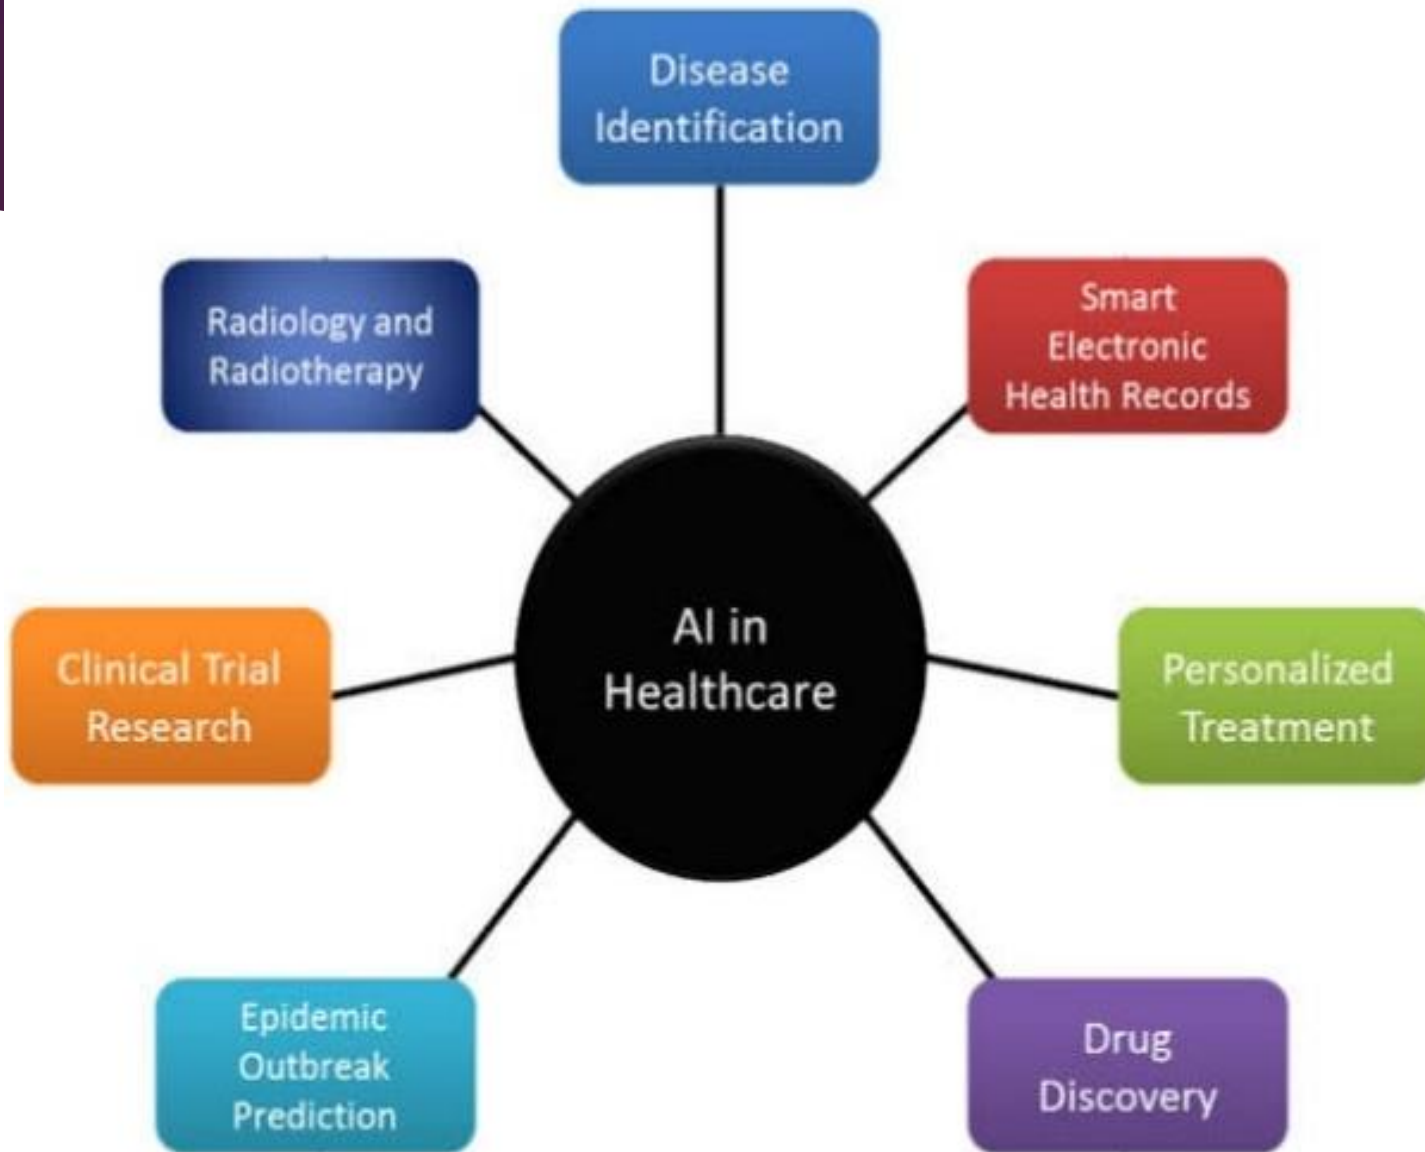 Disease
Identification
Radiology and
Radiotherapy
Smart
Electronic
Health Records
AI in
Healthcare
Clinical Trial
Research
Personalized
Treatment
Epidemic
Outbreak
Prediction
Drug
Discovery